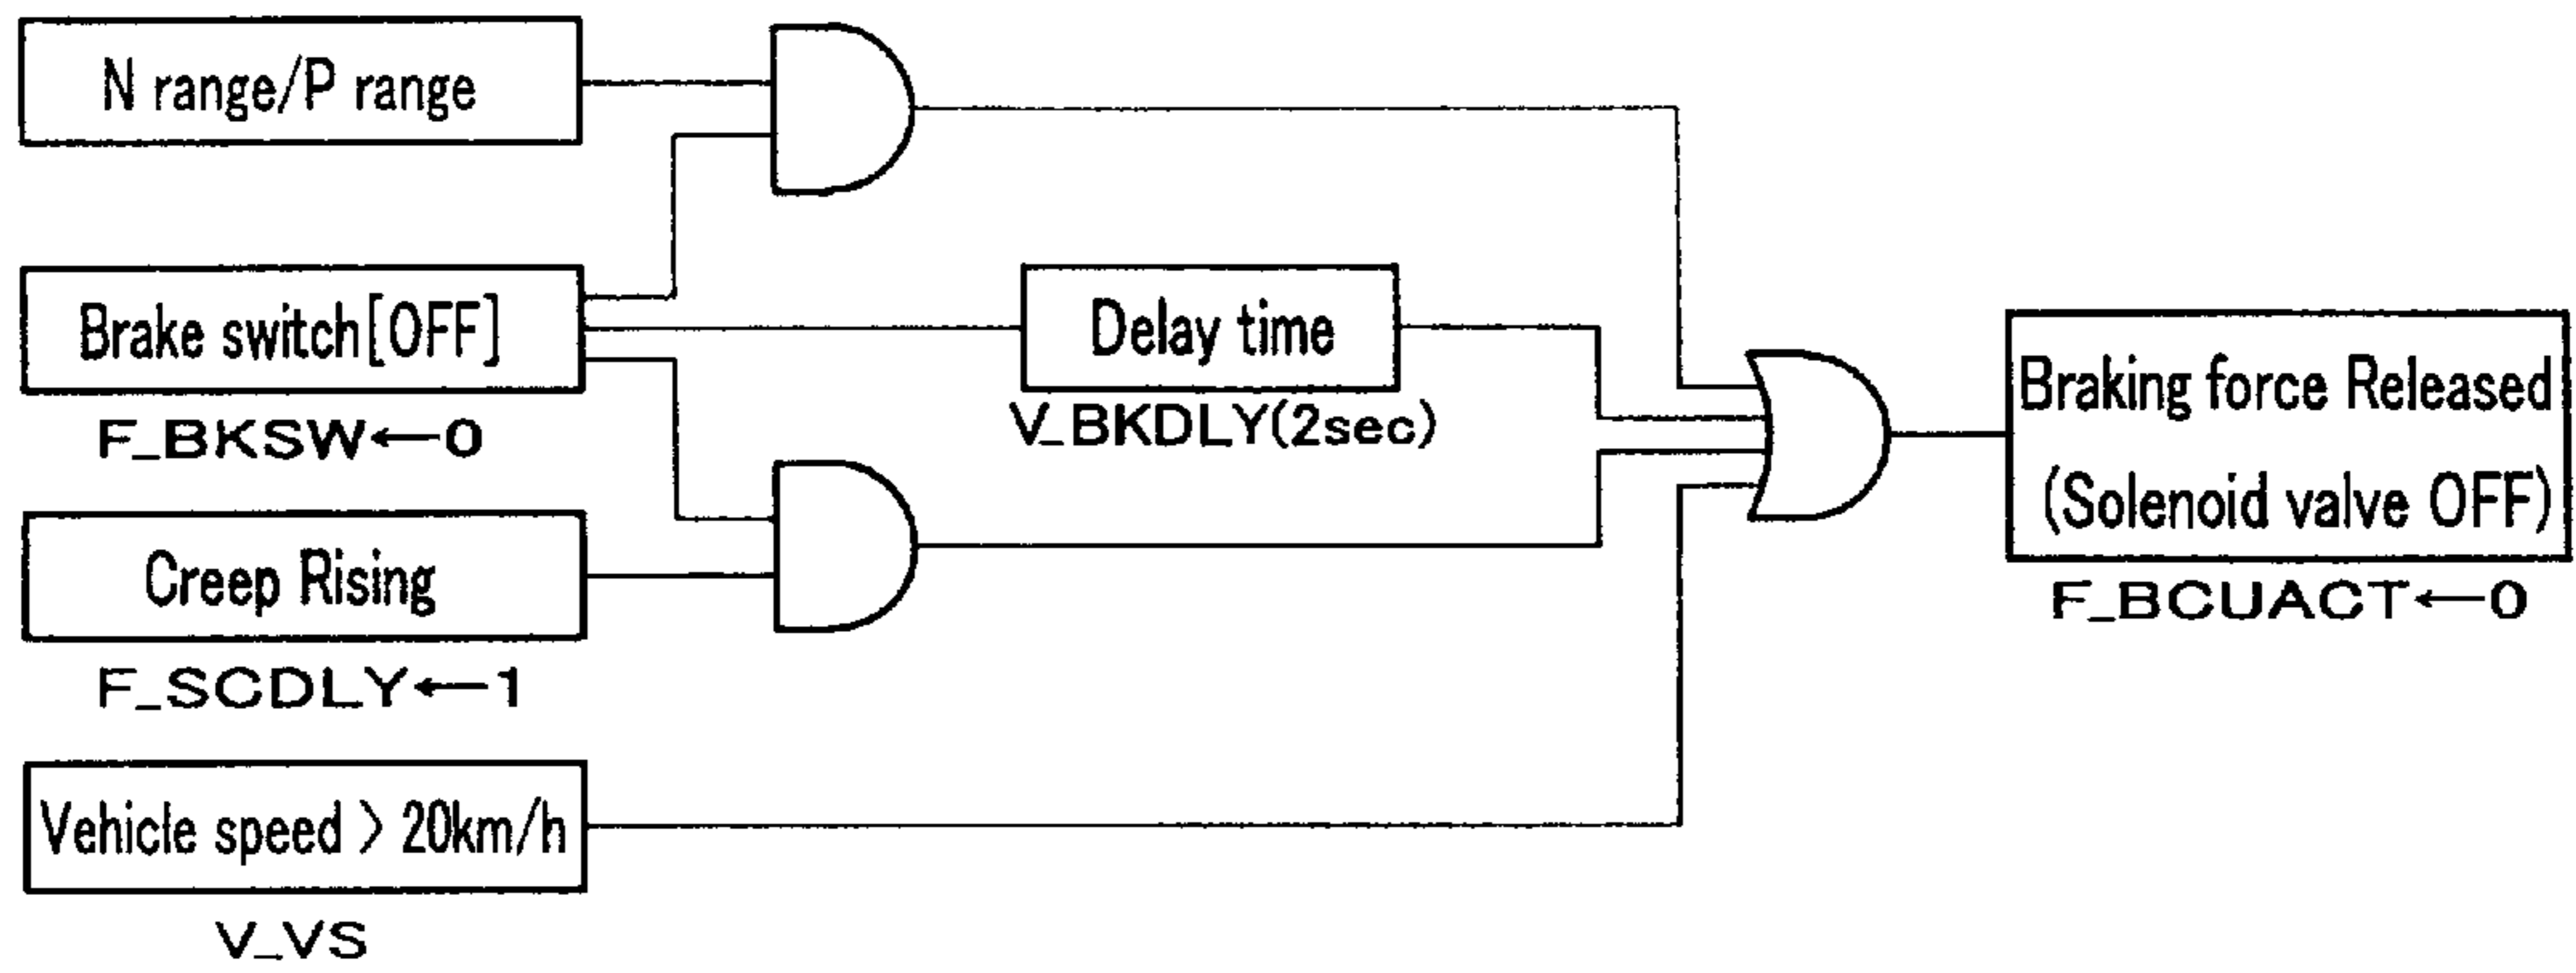 N range/P range
Brake switch[OFF]
F_BKSW←0
Delay time
V_BKDLY(2sec)
Creep Rising
F_SCDLY←1
Vehicle speed > 20km/h
V_VS
Braking force Released
(Solenoid valve OFF)
F_BCUACT←0